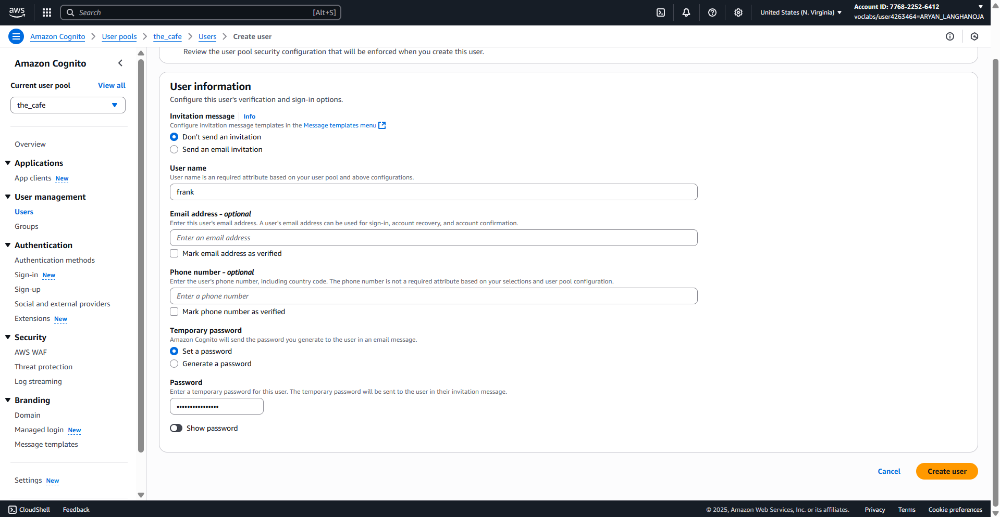 aws
Search [Alt+S]
United States (N. Virginia)
Account ID: 7768-2252-6412
voclabs/user4263464=ARYAN_LANGHANOJA
Amazon Cognito
User pools
the_cafe
Users
Create user
Amazon Cognito
Current user pool
View all
the_cafe
Overview
Applications
App clients New
User management
Users
Groups
Authentication
Authentication methods
Sign-in New
Sign-up
Social and external providers
Extensions New
Security
AWS WAF
Threat protection
Log streaming
Branding
Domain
Managed login New
Message templates
Settings New
Review the user pool security configuration that will be enforced when you create this user.
User information
Configure this user's verification and sign-in options.
Invitation message Info
Configure invitation message templates in the Message templates menu
Don't send an invitation
Send an email invitation
User name
User name is an required attribute based on your user pool and above configurations.
frank
Email address - optional
Enter this user's email address. A user's email address can be used for sign-in, account recovery, and account confirmation.
Enter an email address
Mark email address as verified
Phone number - optional
Enter the user's phone number, including country code. The phone number is not a required attribute based on your selections and user pool configuration.
Enter a phone number
Mark phone number as verified
Temporary password
Amazon Cognito will send the password you generate to the user in an email message.
Set a password
Generate a password
Password
Enter a temporary password for this user. The temporary password will be sent to the user in their invitation message.
••••••••••••••••
Show password
Cancel
Create user
CloudShell
Feedback
© 2025, Amazon Web Services, Inc. or its affiliates.
Privacy
Terms
Cookie preferences